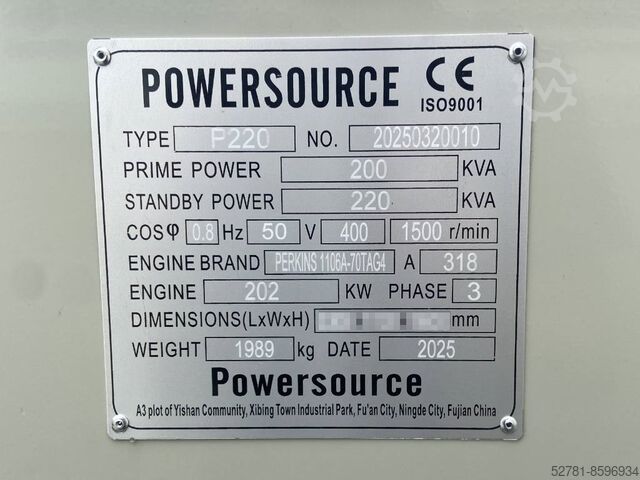 POWERSOURCE CE
ISO9001
TYPE P220 NO. 20250320010
PRIME POWER 200 KVA
STANDBY POWER 220 KVA
COSφ 0.8 Hz 50 V 400 1500 r/min
ENGINE BRAND PERKINS 1106A-70TAG4 A 318
ENGINE 202 KW PHASE 3
DIMENSIONS(LxWxH) mm
WEIGHT 1989 kg DATE 2025
Powersource
A3 plot of Yishan Community, Xibing Town Industrial Park, Fu'an City, Ningde City, Fujian China
52781-8596934